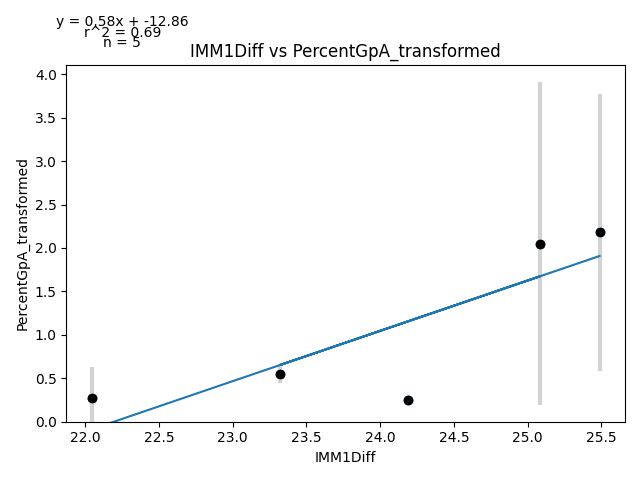 y = 0.58x + -12.86
r^2 = 0.69
n = 5
IMM1Diff vs PercentGpA_transformed
PercentGpA_transformed
4.0
3.5
3.0
2.5
2.0
1.5
1.0
0.5
0.0
22.0 22.5 23.0 23.5 24.0 24.5 25.0 25.5
IMM1Diff